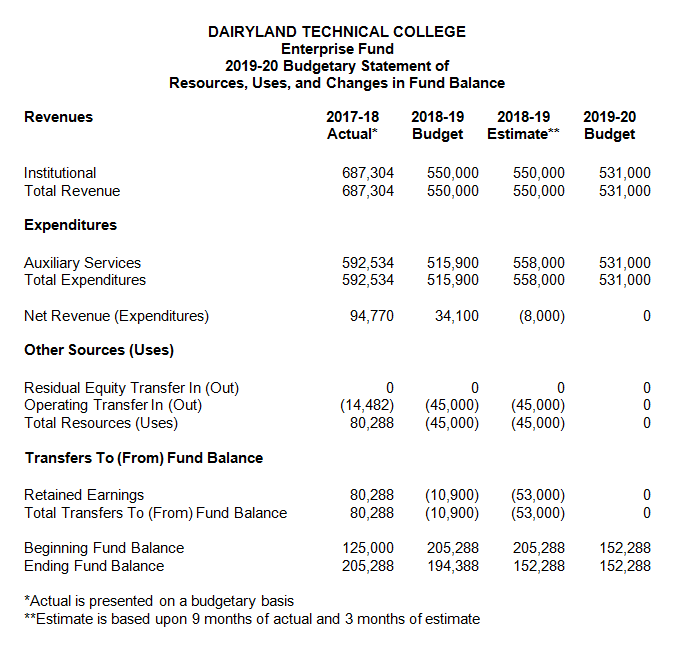 DAIRYLAND TECHNICAL COLLEGE
Enterprise Fund
2019-20 Budgetary Statement of
Resources, Uses, and Changes in Fund Balance
Revenues 2017-18 2018-19 2018-19 2019-20
Actual* Budget Estimate** Budget
Institutional 687,304 550,000 550,000 531,000
Total Revenue 687,304 550,000 550,000 531,000
Expenditures
Auxiliary Services 592,534 515,900 558,000 531,000
Total Expenditures 592,534 515,900 558,000 531,000
Net Revenue (Expenditures) 94,770 34,100 (8,000) 0
Other Sources (Uses)
Residual Equity Transfer In (Out) 0 0 0 0
Operating Transfer In (Out) (14,482) (45,000) (45,000) 0
Total Resources (Uses) 80,288 (45,000) (45,000) 0
Transfers To (From) Fund Balance
Retained Earnings 80,288 (10,900) (53,000) 0
Total Transfers To (From) Fund Balance 80,288 (10,900) (53,000) 0
Beginning Fund Balance 125,000 205,288 205,288 152,288
Ending Fund Balance 205,288 194,388 152,288 152,288
*Actual is presented on a budgetary basis
**Estimate is based upon 9 months of actual and 3 months of estimate